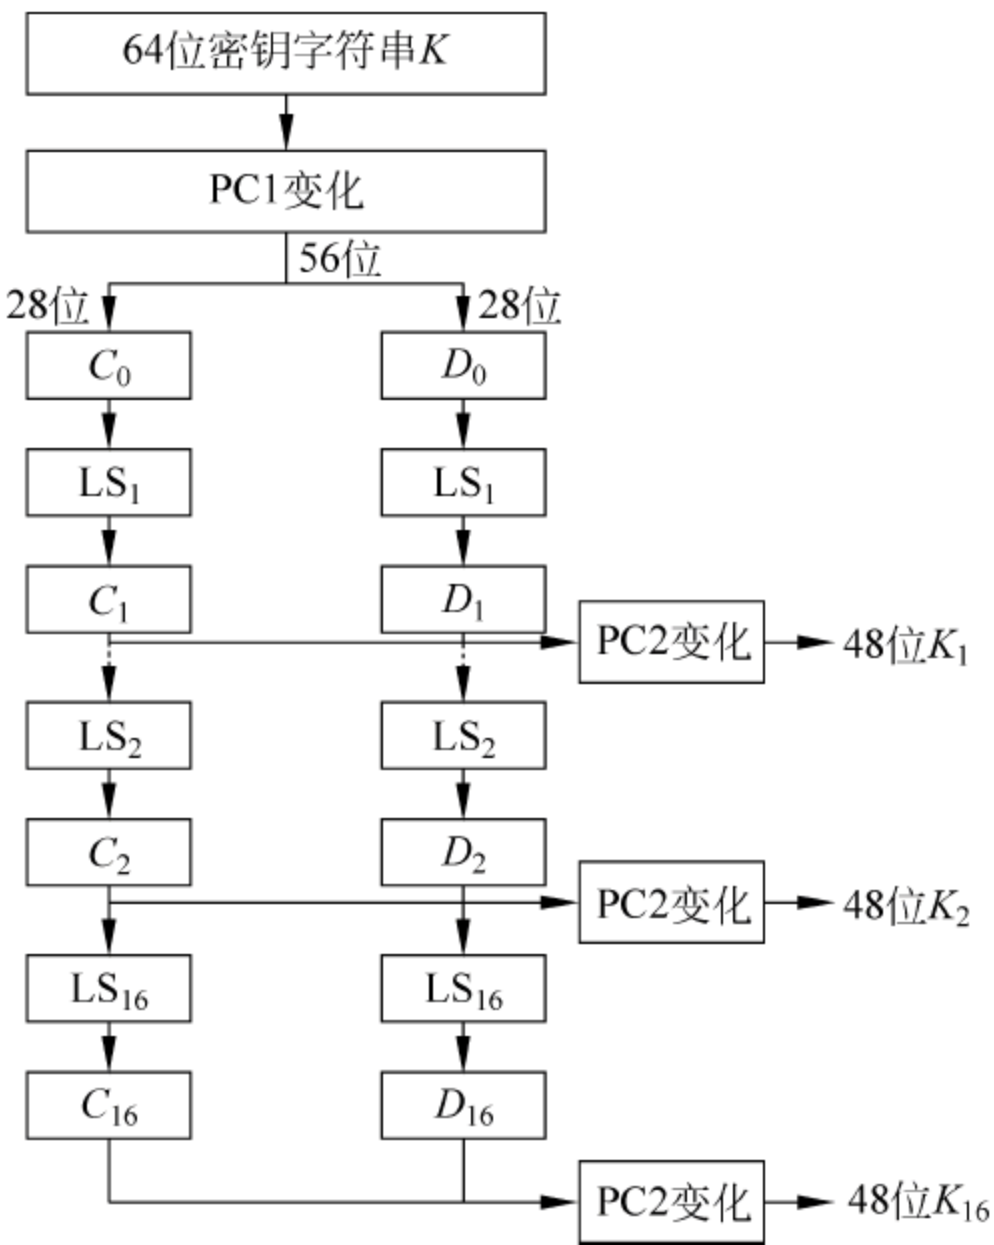 64位密钥字符串K
PC1变化
56位
28位 28位
C₀ D₀
LS₁ LS₁
C₁ D₁
PC2变化 48位K₁
LS₂ LS₂
C₂ D₂
PC2变化 48位K₂
LS₁₆ LS₁₆
C₁₆ D₁₆
PC2变化 48位K₁₆